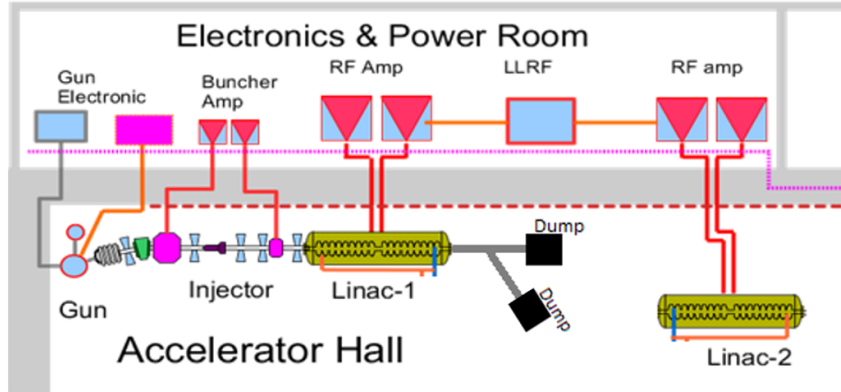 Electronics & Power Room
Gun
Electronic
Buncher
Amp
RF Amp
LLRF
RF amp
Dump
Dump
Gun
Injector
Linac-1
Linac-2
Accelerator Hall